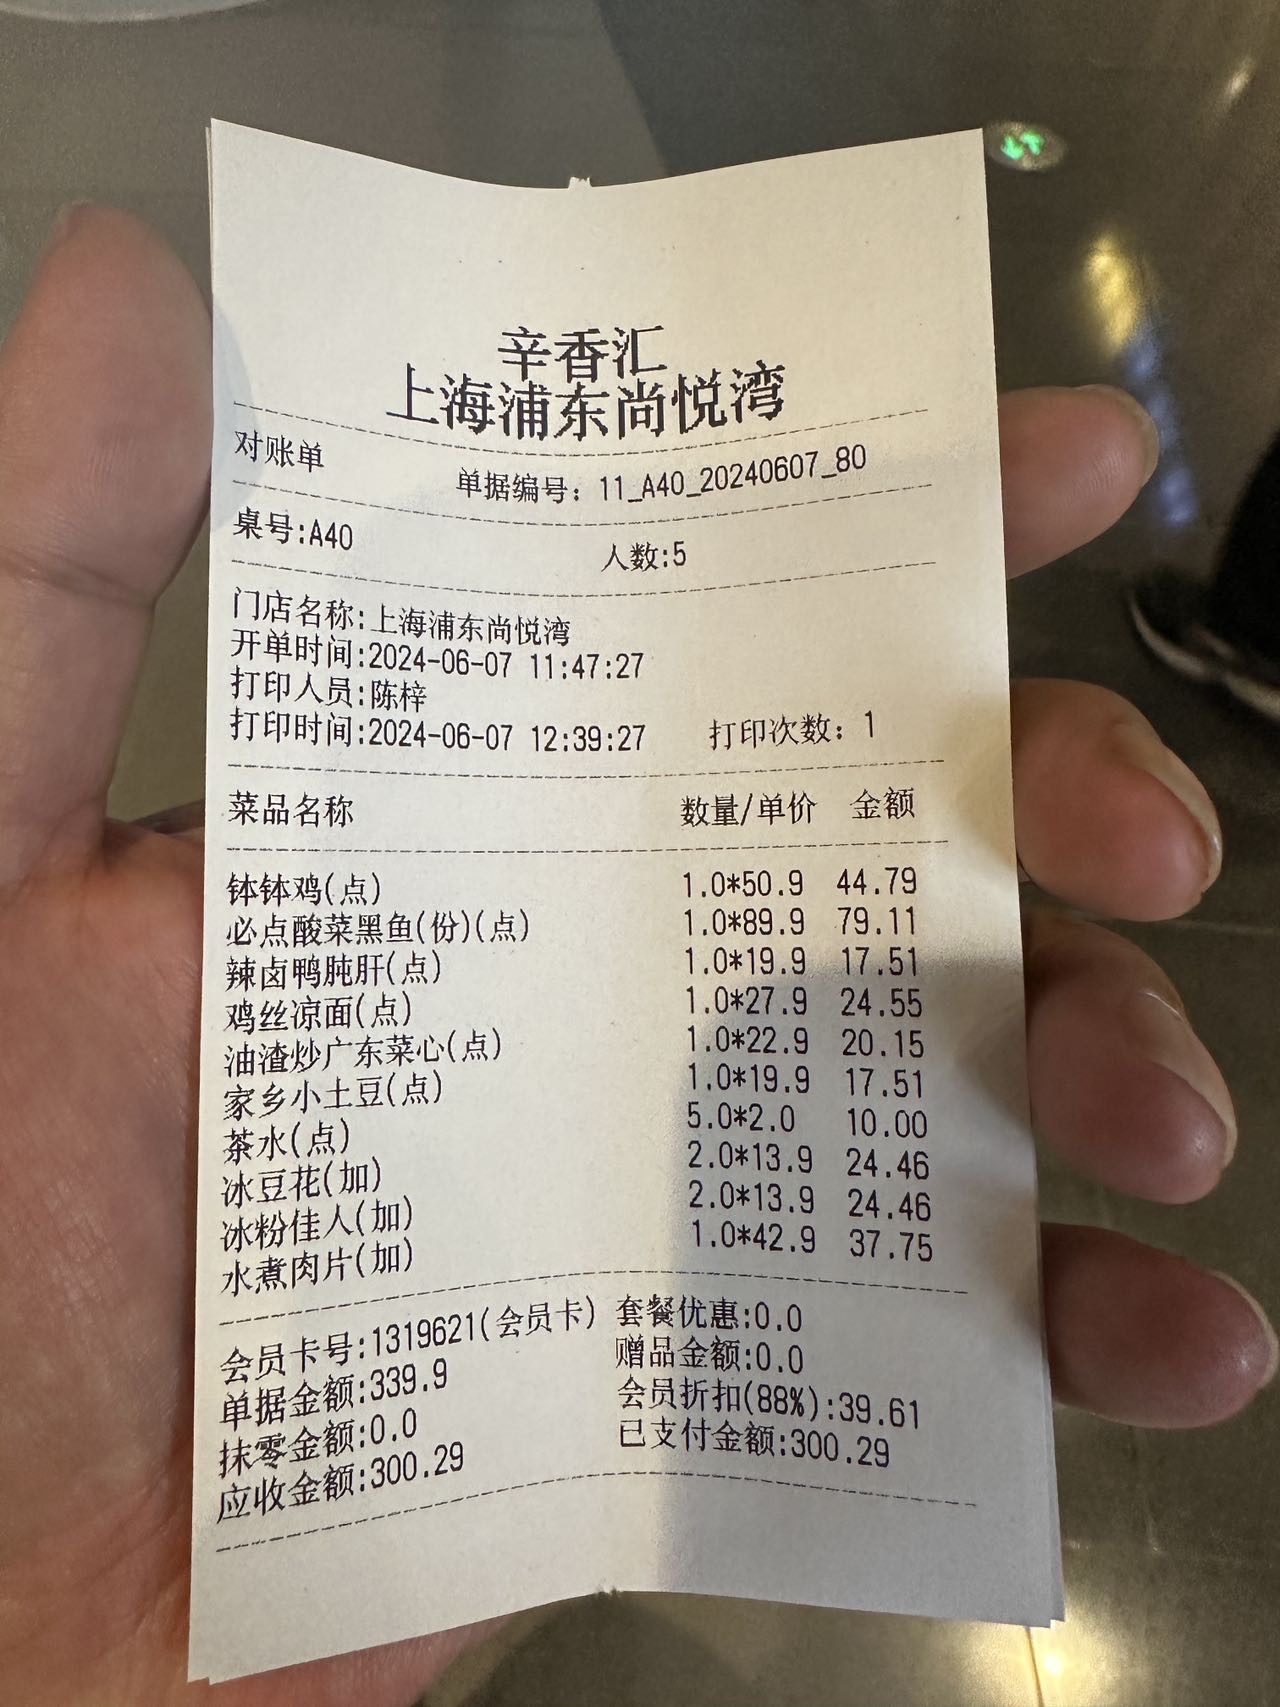 辛香汇
上海浦东尚悦湾
对账单 单据编号：11_A40_20240607_80
桌号:A40 人数:5
门店名称:上海浦东尚悦湾
开单时间:2024-06-07 11:47:27
打印人员:陈梓
打印时间:2024-06-07 12:39:27 打印次数：1
菜品名称 数量/单价 金额
钵钵鸡(点) 1.0*50.9 44.79
必点酸菜黑鱼(份)(点) 1.0*89.9 79.11
辣卤鸭肫肝(点) 1.0*19.9 17.51
鸡丝凉面(点) 1.0*27.9 24.55
油渣炒广东菜心(点) 1.0*22.9 20.15
家乡小土豆(点) 1.0*19.9 17.51
茶水(点) 5.0*2.0 10.00
冰豆花(加) 2.0*13.9 24.46
冰粉佳人(加) 2.0*13.9 24.46
水煮肉片(加) 1.0*42.9 37.75
会员卡号:1319621(会员卡) 套餐优惠:0.0
单据金额:339.9 赠品金额:0.0
抹零金额:0.0 会员折扣(88%):39.61
应收金额:300.29 已支付金额:300.29